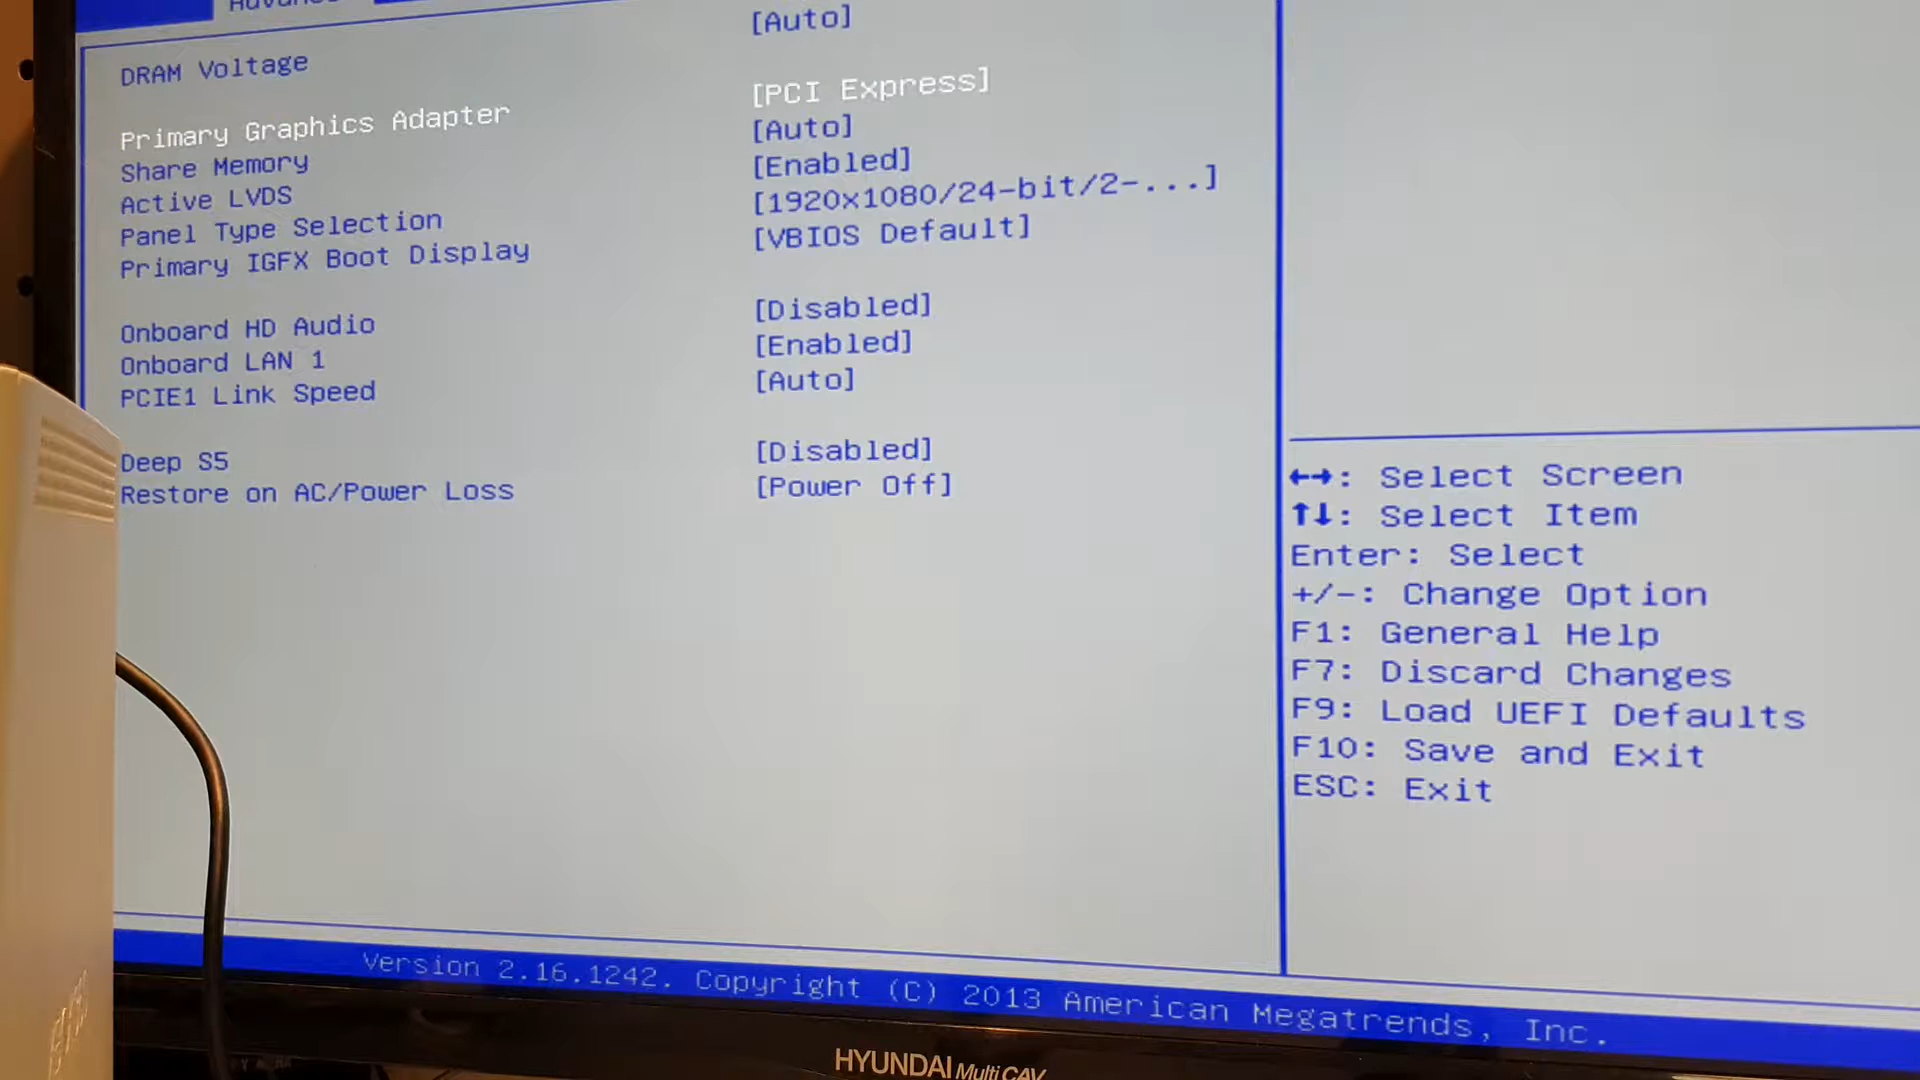 [Auto]
DRAM Voltage
Primary Graphics Adapter [PCI Express]
Share Memory [Auto]
Active LVDS [Enabled]
Panel Type Selection [1920x1080/24-bit/2-...]
Primary IGFX Boot Display [VBIOS Default]
Onboard HD Audio [Disabled]
Onboard LAN 1 [Enabled]
PCIE1 Link Speed [Auto]
Deep S5 [Disabled]
Restore on AC/Power Loss [Power Off]
←→: Select Screen
↑↓: Select Item
Enter: Select
+/-: Change Option
F1: General Help
F7: Discard Changes
F9: Load UEFI Defaults
F10: Save and Exit
ESC: Exit
Version 2.16.1242. Copyright (C) 2013 American Megatrends, Inc.
HYUNDAI Multi CAV